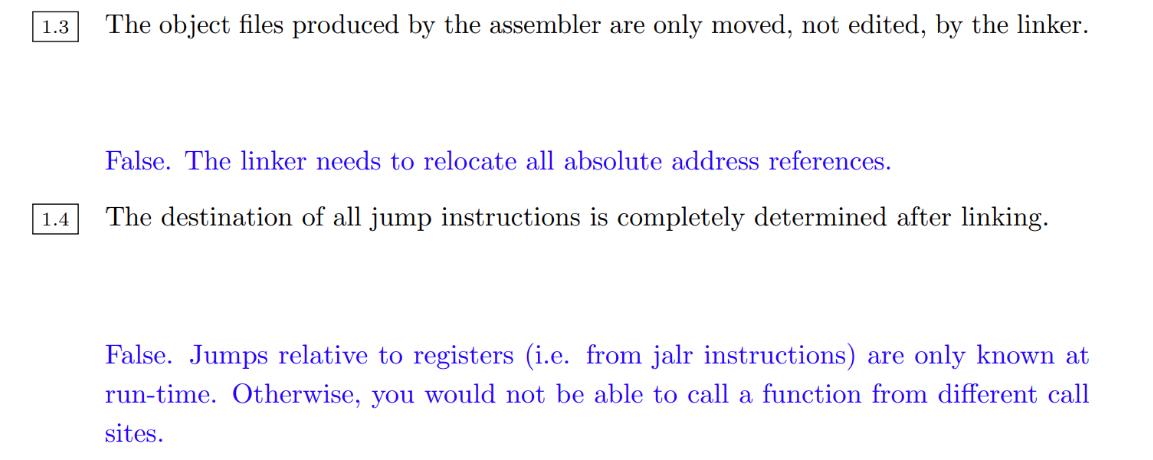 1.3 The object files produced by the assembler are only moved, not edited, by the linker.
False. The linker needs to relocate all absolute address references.
1.4 The destination of all jump instructions is completely determined after linking.
False. Jumps relative to registers (i.e. from jalr instructions) are only known at
run-time. Otherwise, you would not be able to call a function from different call
sites.